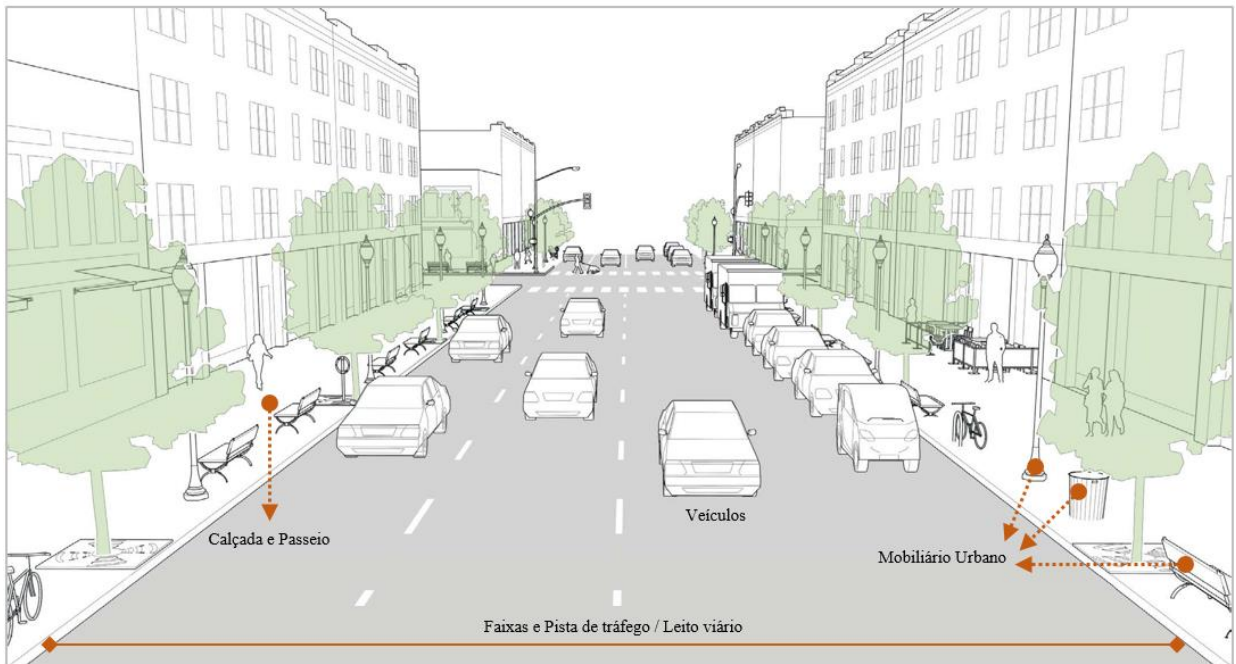 Veículos
Calçada e Passeio
Mobiliário Urbano
Faixas e Pista de tráfego / Leito viário